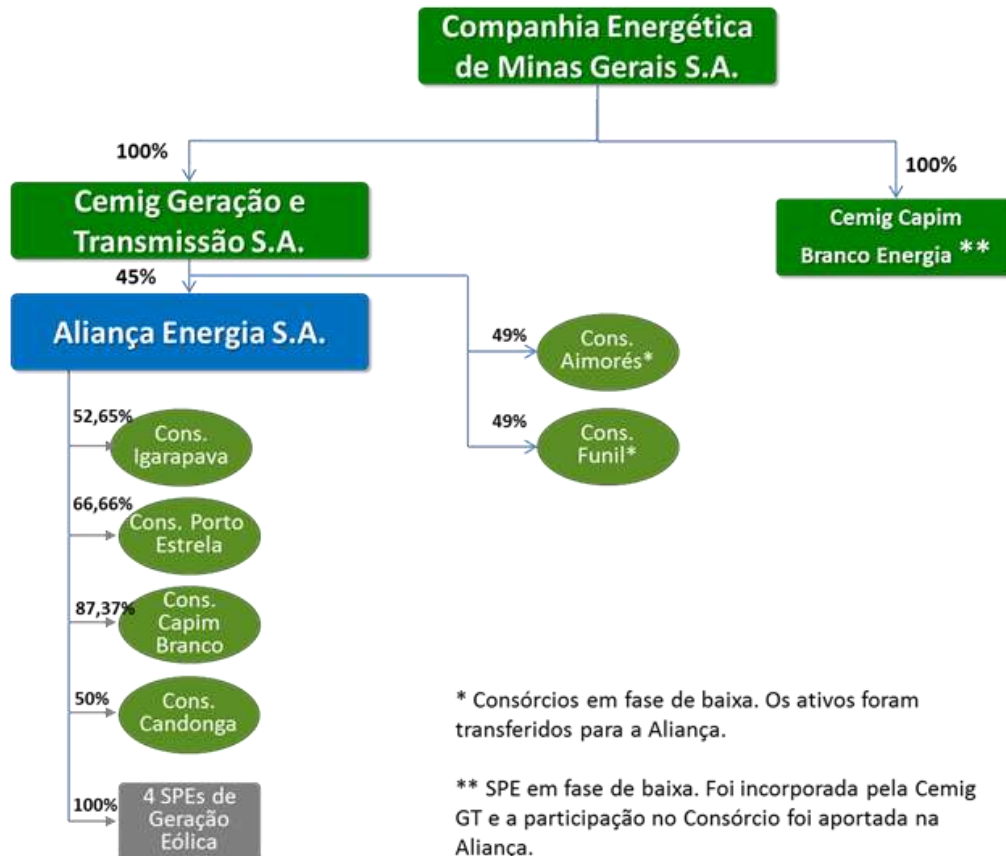 Companhia Energética
de Minas Gerais S.A.
100%
100%
Cemig Geração e
Transmissão S.A.
Cemig Capim
Branco Energia **
45%
Aliança Energia S.A.
49%
Cons.
Aimorés*
49%
Cons.
Funil*
52,65%
Cons.
Igarapava
66,66%
Cons. Porto
Estrela
87,37%
Cons.
Capim
Branco
50%
Cons.
Candonga
100%
4 SPEs de
Geração
Eólica
* Consórcios em fase de baixa. Os ativos foram
transferidos para a Aliança.
** SPE em fase de baixa. Foi incorporada pela Cemig
GT e a participação no Consórcio foi aportada na
Aliança.